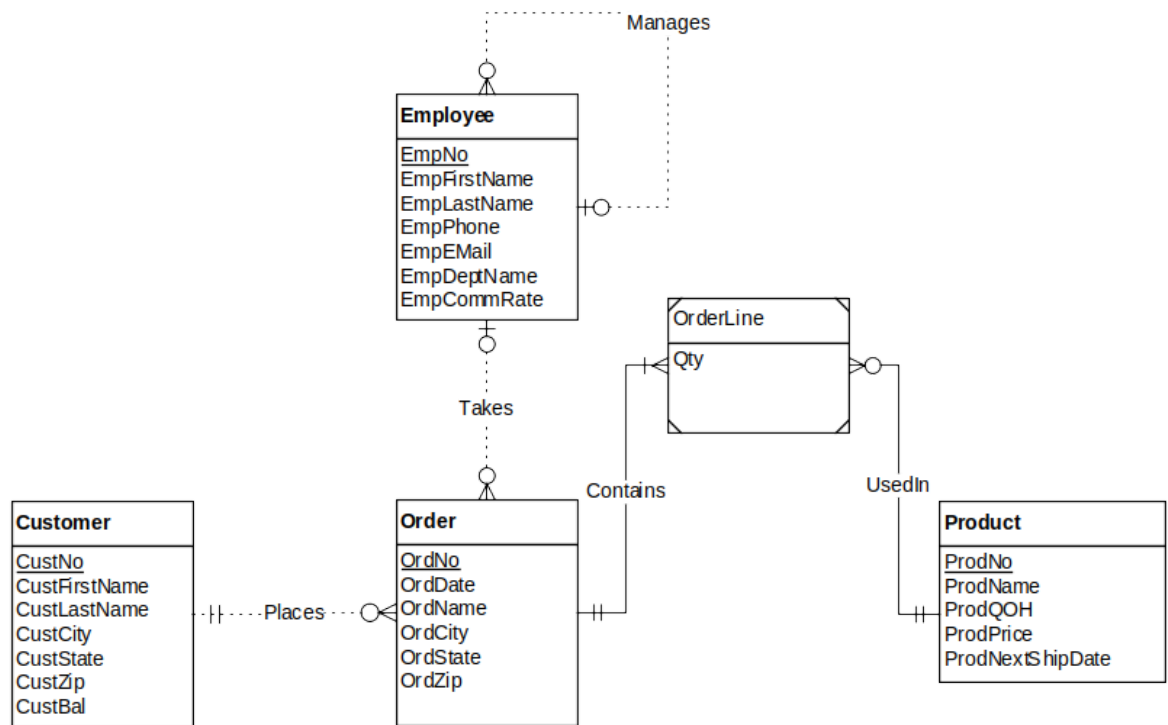 Manages
Employee
EmpNo
EmpFirstName
EmpLastName
EmpPhone
EmpEMail
EmpDeptName
EmpCommRate
OrderLine
Qty
Takes
Contains
UsedIn
Customer
CustNo
CustFirstName
CustLastName
CustCity
CustState
CustZip
CustBal
Places
Order
OrdNo
OrdDate
OrdName
OrdCity
OrdState
OrdZip
Product
ProdNo
ProdName
ProdQOH
ProdPrice
ProdNextShipDate